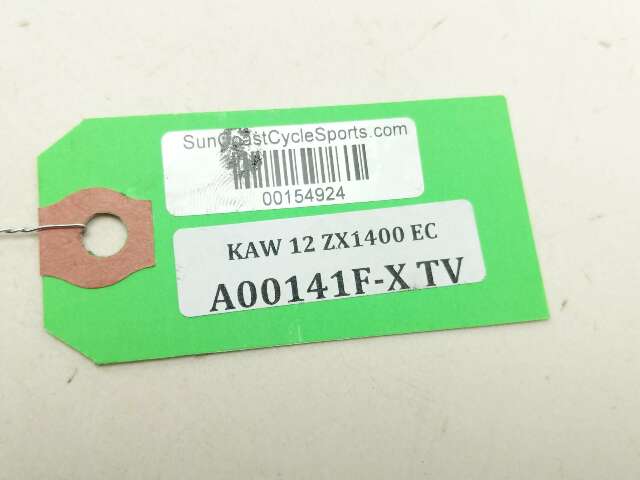 SunCoastCycleSports.com
00154924
KAW 12 ZX1400 EC
A00141F-X TV